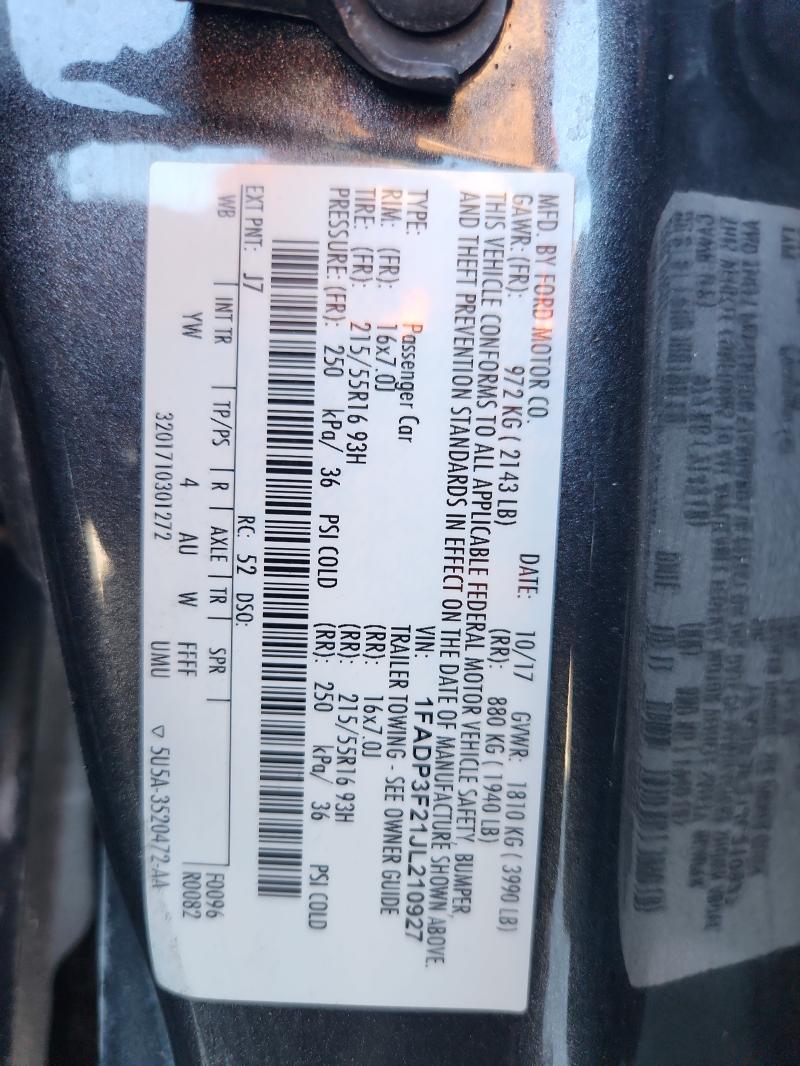 MFD. BY FORD MOTOR CO.
DATE: 10/17 GVWR: 1810 KG ( 3990 LB)
GAWR: (FR): 972 KG ( 2143 LB) (RR): 880 KG ( 1940 LB)
THIS VEHICLE CONFORMS TO ALL APPLICABLE FEDERAL MOTOR VEHICLE SAFETY, BUMPER,
AND THEFT PREVENTION STANDARDS IN EFFECT ON THE DATE OF MANUFACTURE SHOWN ABOVE.
VIN: 1FADP3F21JL210927
TYPE: Passenger Car TRAILER TOWING - SEE OWNER GUIDE
RIM: (FR): 16x7.0J (RR): 16x7.0J
TIRE: (FR): 215/55R16 93H (RR): 215/55R16 93H
PRESSURE: (FR): 250 kPa/ 36 PSI COLD (RR): 250 kPa/ 36 PSI COLD
EXT PNT: J7 RC: 52 DSO:
WB INT TR TP/PS R AXLE TR SPR F0096
YW 4 AU W FFFF R0082
3201710301272 UMU ▽ 5U5A-3520472-AA